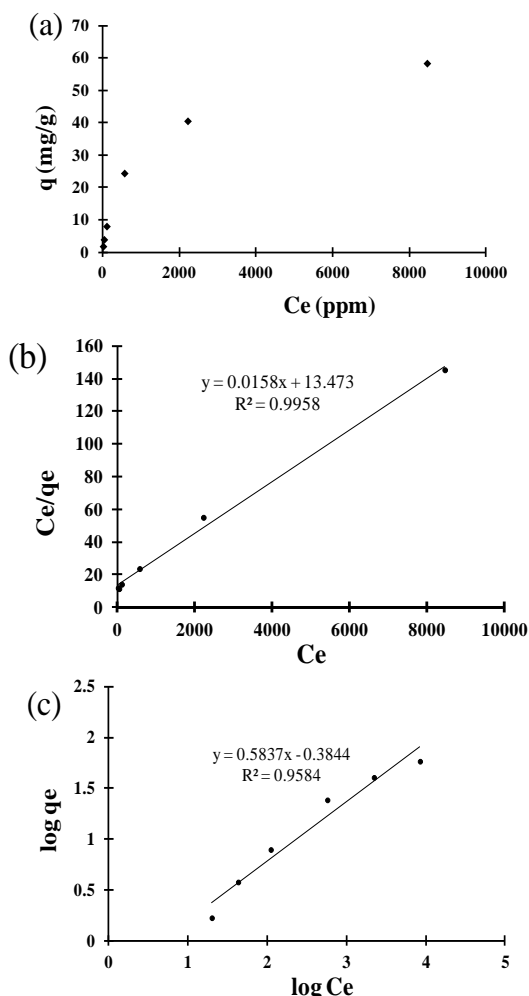 (a)
70
60
50
40
30
20
10
0
q (mg/g)
0 2000 4000 6000 8000 10000
Ce (ppm)
(b)
160
140
120
100
80
60
40
20
0
Ce/qe
y = 0.0158x + 13.473
R² = 0.9958
0 2000 4000 6000 8000 10000
Ce
(c)
2.5
2
1.5
1
0.5
0
log qe
y = 0.5837x - 0.3844
R² = 0.9584
0 1 2 3 4 5
log Ce